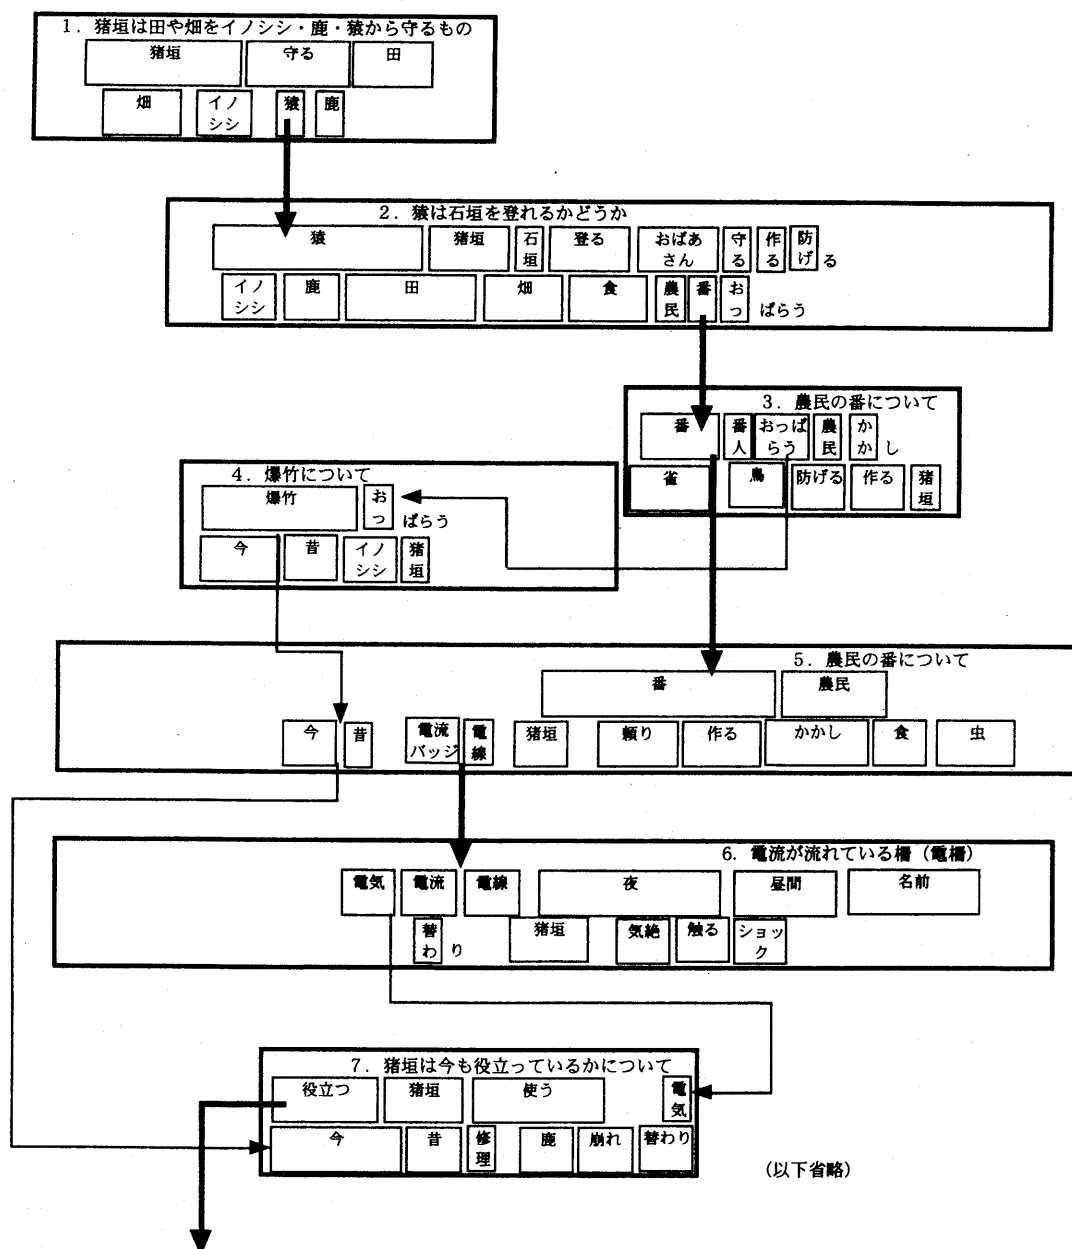 1．猪垣は田や畑をイノシシ・鹿・猿から守るもの
猪垣 守る 田
畑 イノシシ 猿 鹿
2．猿は石垣を登れるかどうか
猿 猪垣 石垣 登る おばあさん 守る 作る 防げる
イノシシ 鹿 田 畑 食 農民 番 おっぱらう
3．農民の番について
番 番人 おっぱらう 農民 かかし
雀 鳥 防げる 作る 猪垣
4．爆竹について
爆竹 おっぱらう
今 昔 イノシシ 猪垣
5．農民の番について
番 農民
今 昔 電流バッジ 電線 猪垣 頼り 作る かかし 食 虫
6．電流が流れている柵（電柵）
電気 電流 電線 夜 昼間 名前
替わり 猪垣 気絶 触る ショック
7．猪垣は今も役立っているかについて
役立つ 猪垣 使う 電気
今 昔 修理 鹿 崩れ 替わり
（以下省略）